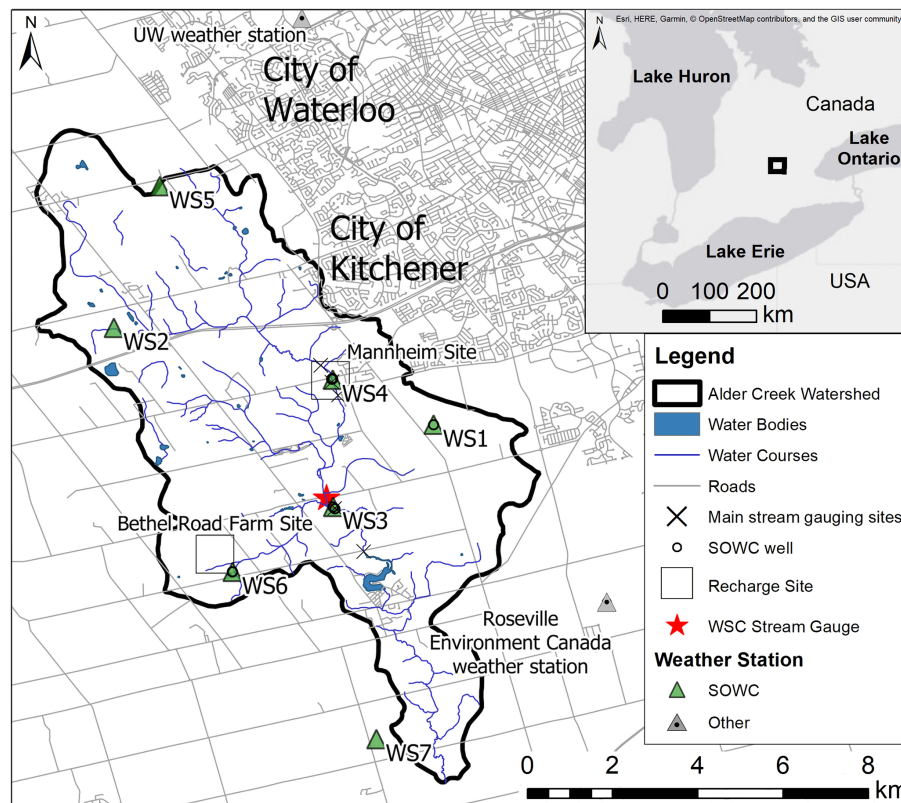 N
UW weather station
City of
Waterloo
WS5
City of
Kitchener
WS2
Mannheim Site
WS4
WS1
WS3
Bethel Road Farm Site
WS6
Roseville
Environment Canada
weather station
WS7
0 2 4 6 8
km
N
Esri, HERE, Garmin, © OpenStreetMap contributors, and the GIS user community
Lake Huron
Canada
Lake
Ontario
Lake Erie
USA
0 100 200
km
Legend
Alder Creek Watershed
Water Bodies
Water Courses
Roads
Main stream gauging sites
SOWC well
Recharge Site
WSC Stream Gauge
Weather Station
SOWC
Other